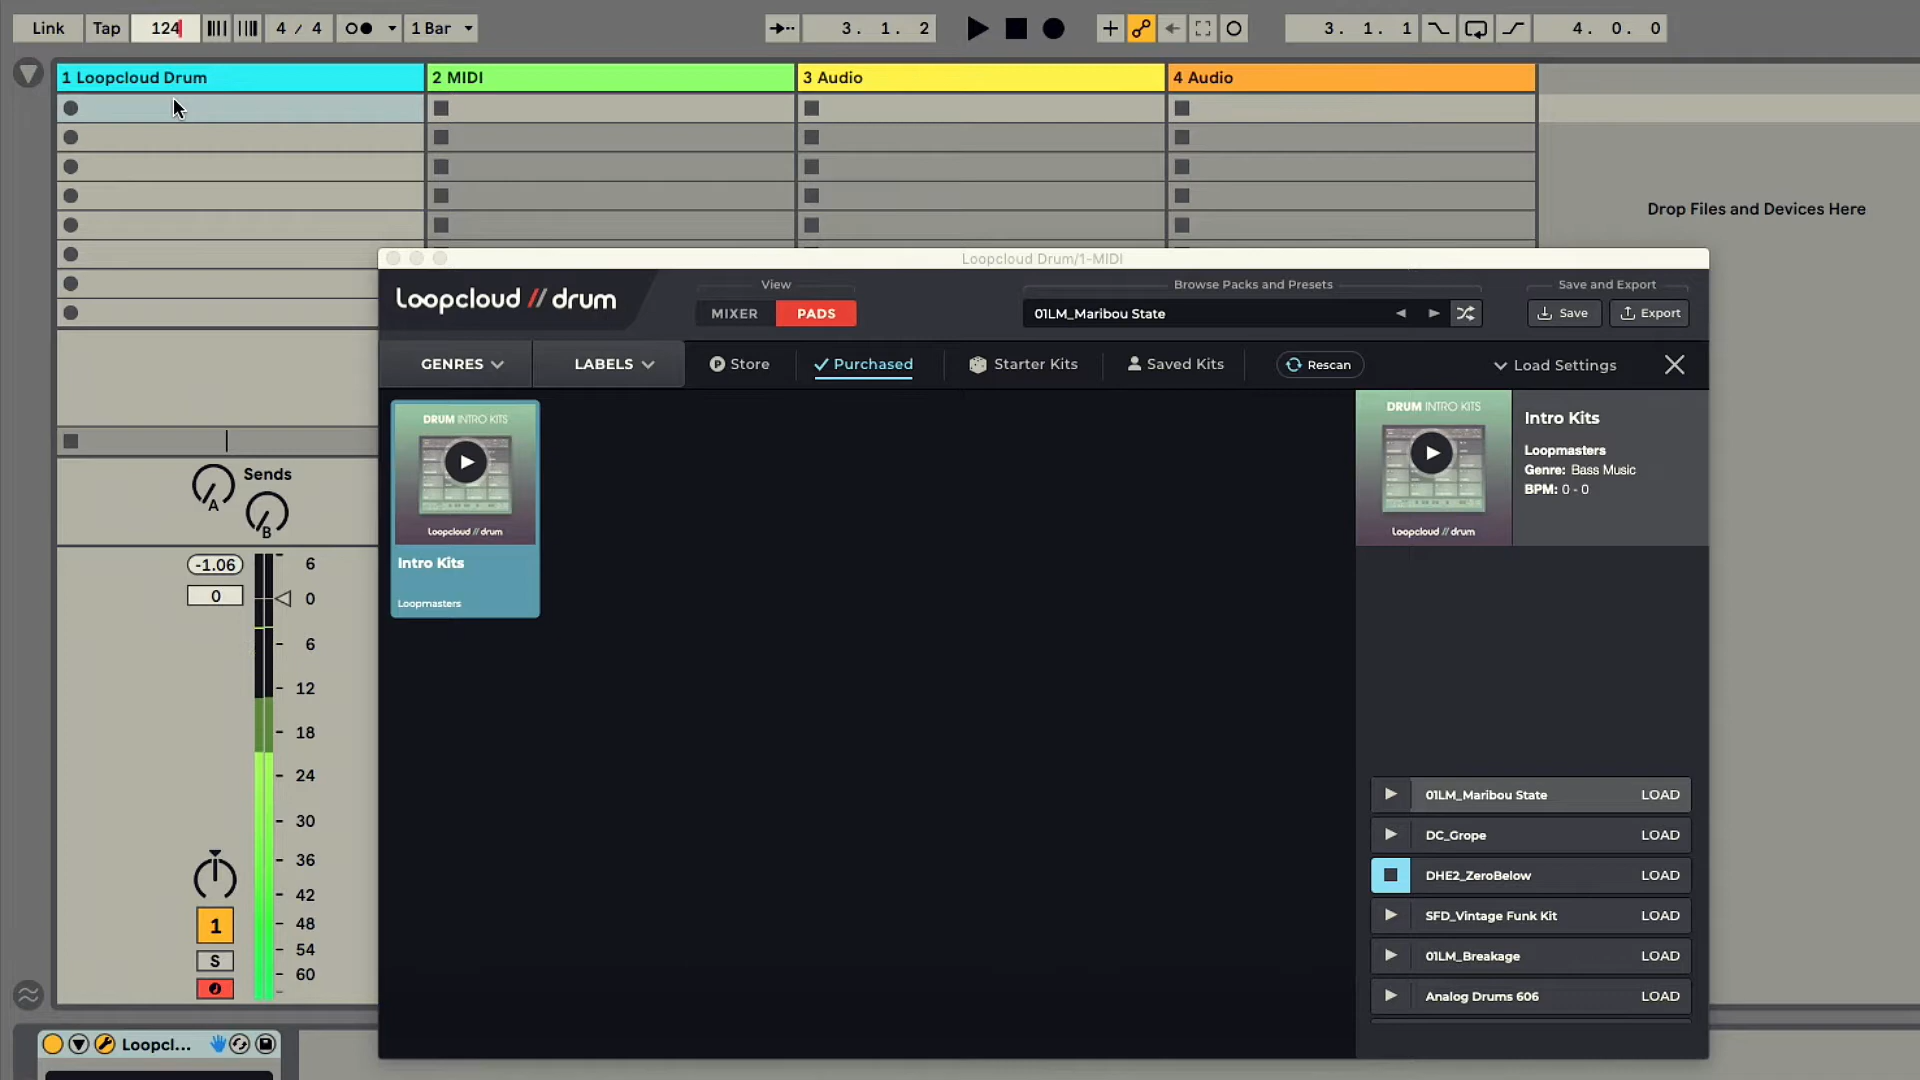 Link
Tap
124
4 / 4
1 Bar
3. 1. 2
3. 1. 1
4. 0. 0
1 Loopcloud Drum
2 MIDI
3 Audio
4 Audio
Drop Files and Devices Here
Loopcloud Drum/1-MIDI
loopcloud // drum
View
MIXER
PADS
Browse Packs and Presets
01LM_Maribou State
Save and Export
Save
Export
GENRES
LABELS
Store
Purchased
Starter Kits
Saved Kits
Rescan
Load Settings
DRUM INTRO KITS
loopcloud // drum
Intro Kits
Loopmasters
DRUM INTRO KITS
loopcloud // drum
Intro Kits
Loopmasters
Genre: Bass Music
BPM: 0 - 0
01LM_Maribou State LOAD
DC_Grope LOAD
DHE2_ZeroBelow LOAD
SFD_Vintage Funk Kit LOAD
01LM_Breakage LOAD
Analog Drums 606 LOAD
Sends
A
B
-1.06
0
6
0
6
12
18
24
30
36
42
48
54
60
1
S
Loopcl...